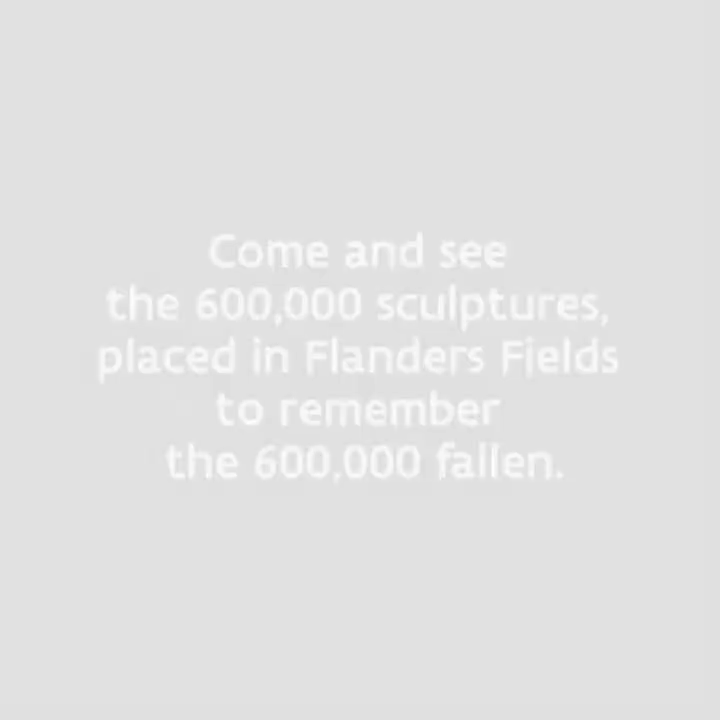 Come and see
the 600,000 sculptures,
placed in Flanders Fields
to remember
the 600.000 fallen.